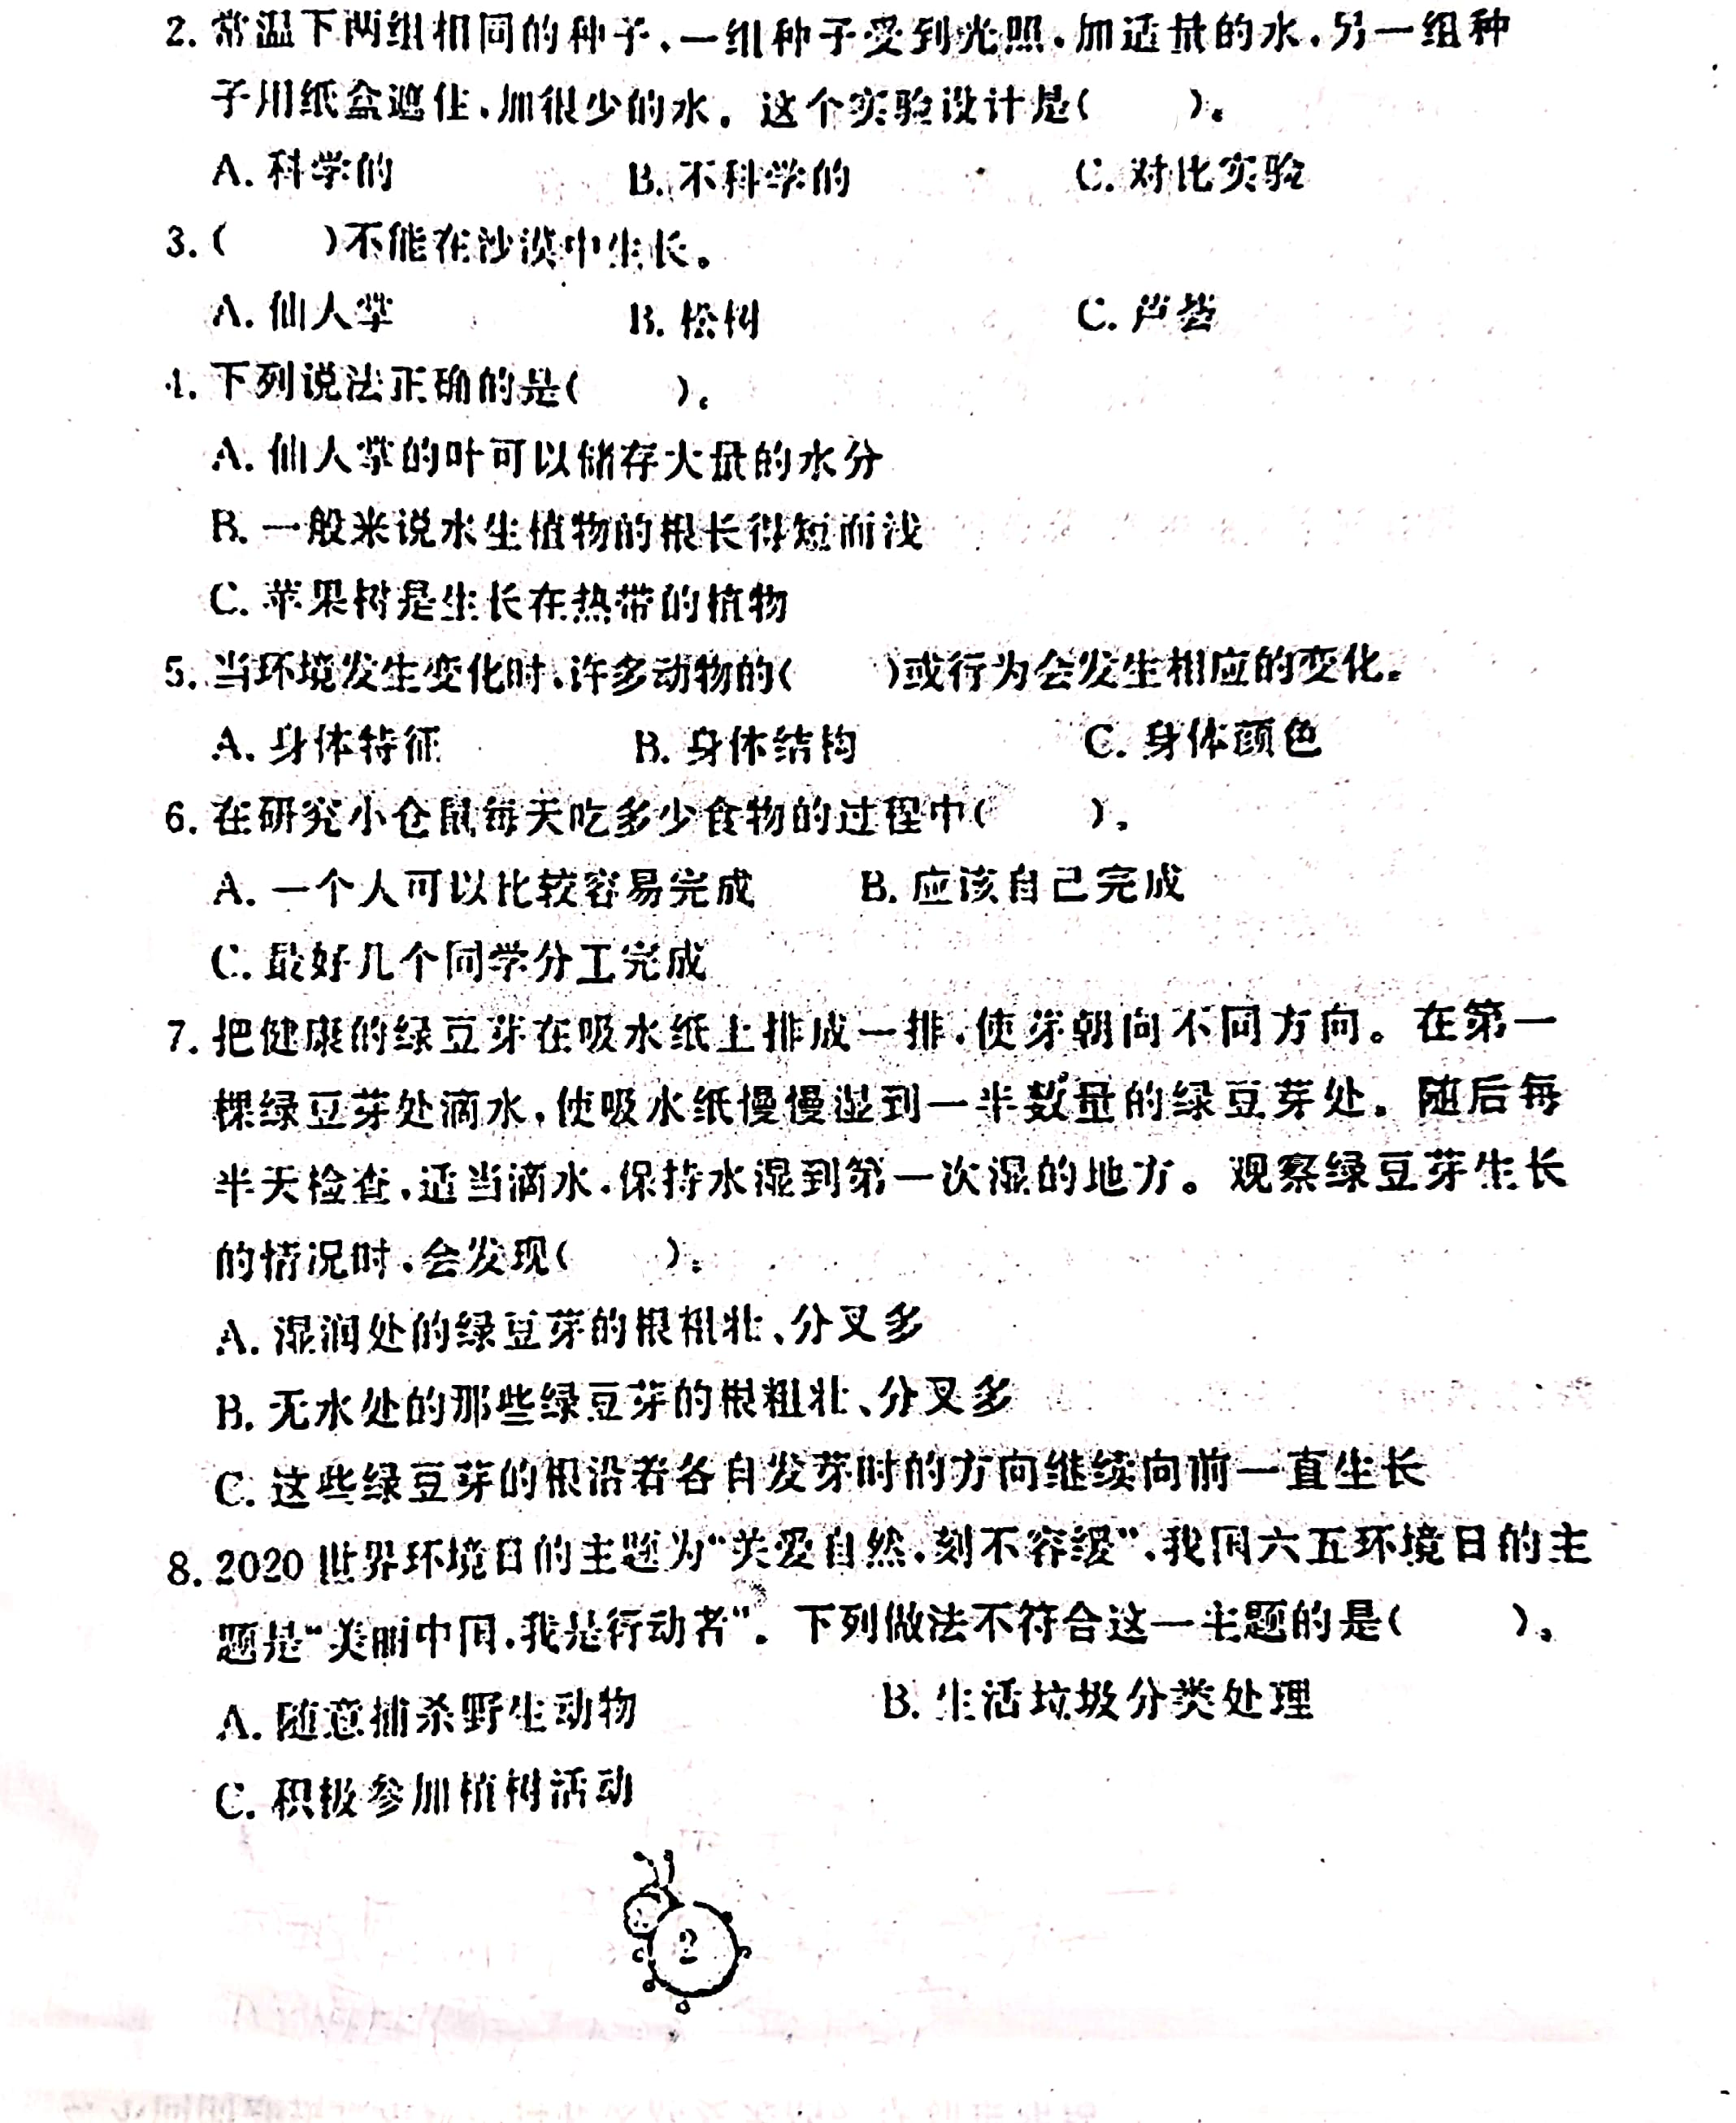 2. 常温下两组相同的种子,一组种子受到光照,加适量的水,另一组种
子用纸盒遮住,加很少的水。这个实验设计是(　　)。
A. 科学的　B. 不科学的　C. 对比实验
3. (　　)不能在沙漠中生长。
A. 仙人掌　B. 松树　C. 芦荟
4. 下列说法正确的是(　　)。
A. 仙人掌的叶可以储存大量的水分
B. 一般来说水生植物的根长得短而浅
C. 苹果树是生长在热带的植物
5. 当环境发生变化时,许多动物的(　　)或行为会发生相应的变化。
A. 身体特征　B. 身体结构　C. 身体颜色
6. 在研究小仓鼠每天吃多少食物的过程中(　　)。
A. 一个人可以比较容易完成　B. 应该自己完成
C. 最好几个同学分工完成
7. 把健康的绿豆芽在吸水纸上排成一排,使芽朝向不同方向。在第一
棵绿豆芽处滴水,使吸水纸慢慢湿到一半数量的绿豆芽处。随后每
半天检查,适当滴水,保持水湿到第一次湿的地方。观察绿豆芽生长
的情况时,会发现(　　)。
A. 湿润处的绿豆芽的根粗壮、分叉多
B. 无水处的那些绿豆芽的根粗壮、分叉多
C. 这些绿豆芽的根沿着各自发芽时的方向继续向前一直生长
8. 2020世界环境日的主题为“关爱自然,刻不容缓”,我国六五环境日的主
题是“美丽中国,我是行动者”。下列做法不符合这一主题的是(　　)。
A. 随意捕杀野生动物　B. 生活垃圾分类处理
C. 积极参加植树活动
2